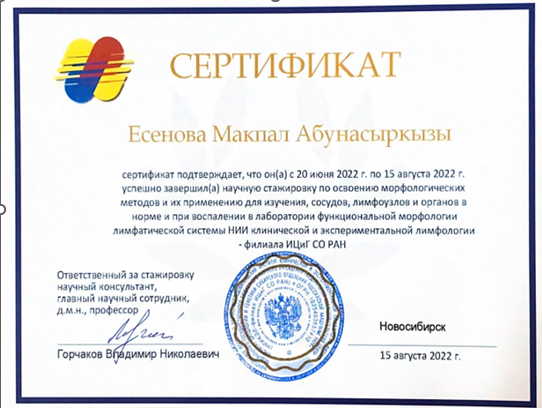 СЕРТИФИКАТ
Есенова Макпал Абунасыркызы
сертификат подтверждает, что он(а) с 20 июня 2022 г. по 15 августа 2022 г.
успешно завершил(а) научную стажировку по освоению морфологических
методов и их применению для изучения, сосудов, лимфоузлов и органов в
норме и при воспалении в лаборатории функциональной морфологии
лимфатической системы НИИ клинической и экспериментальной лимфологии
- филиала ИЦиГ СО РАН
Ответственный за стажировку
научный консультант,
главный научный сотрудник,
д.м.н., профессор
Горчаков Владимир Николаевич
Новосибирск
15 августа 2022 г.